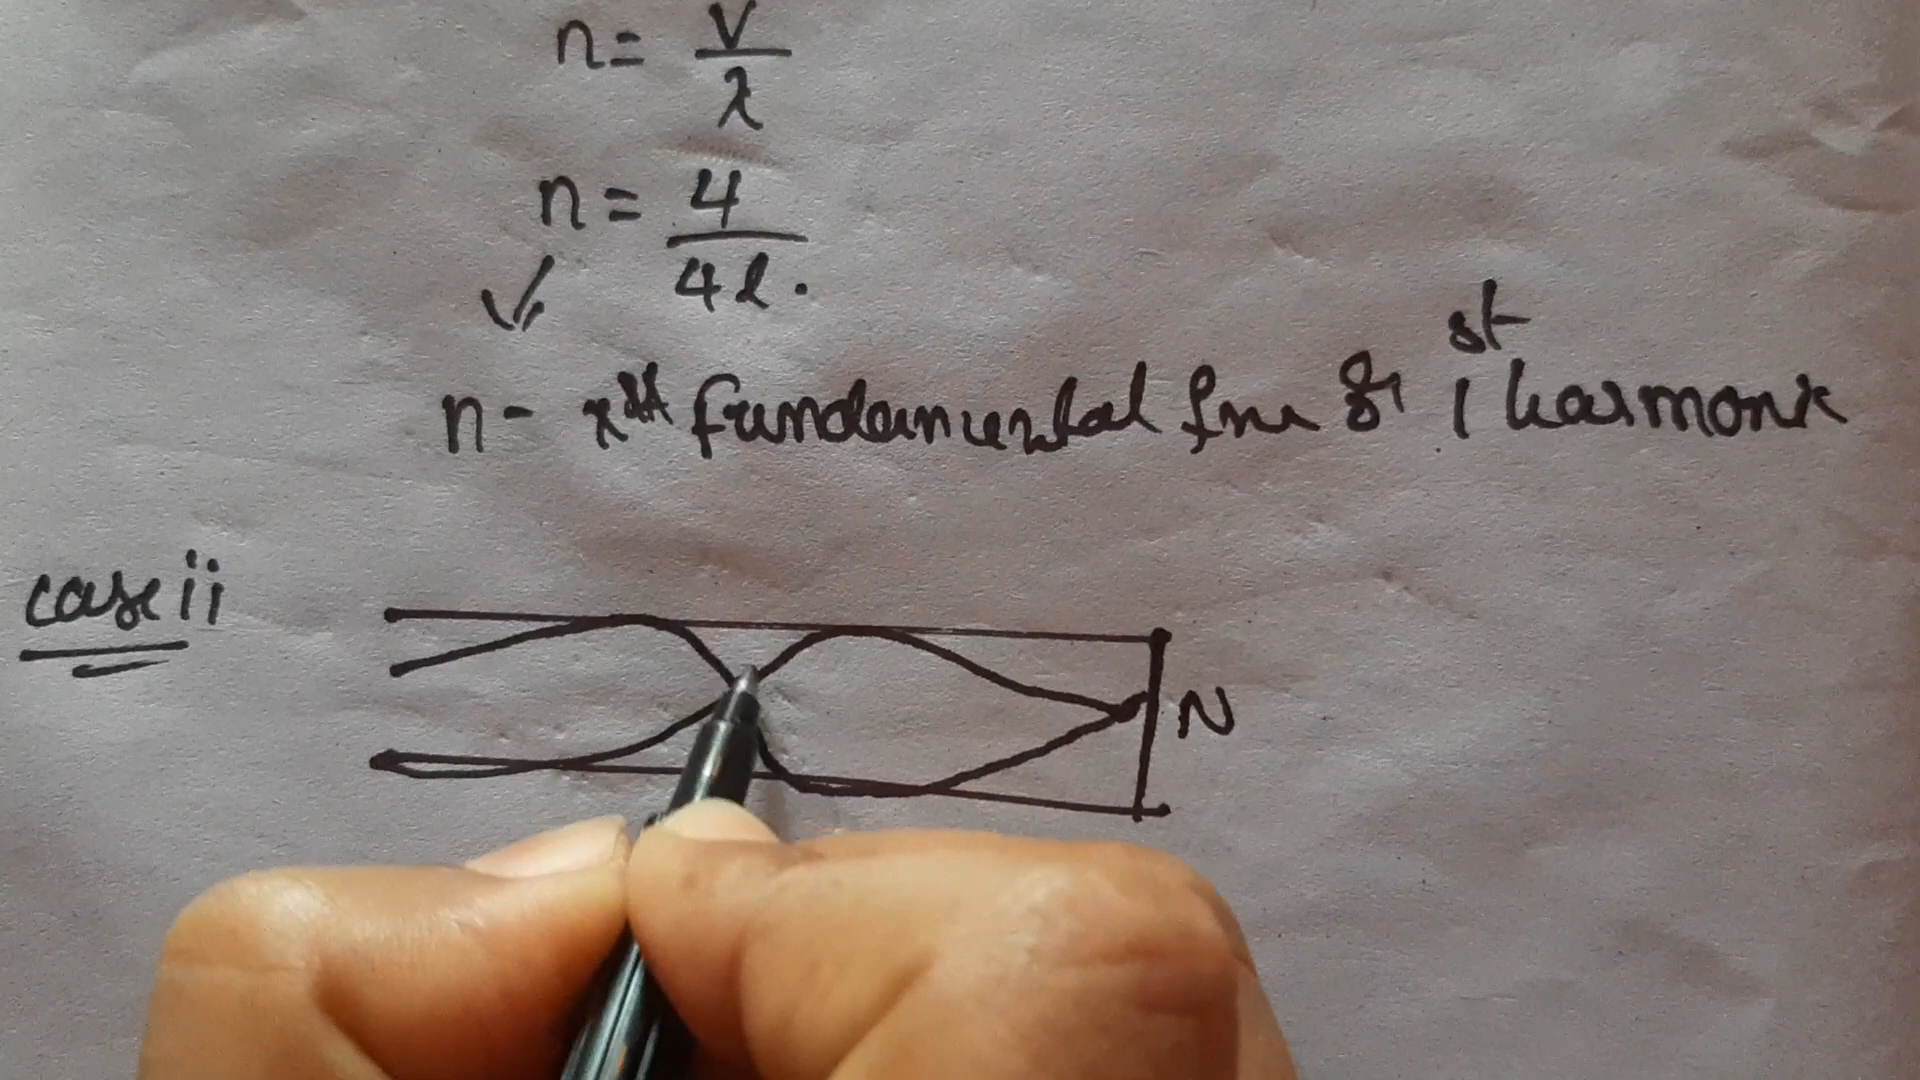 n = V/λ
n = 4/4l.
n - fundamental 1st harmonic
case ii
N